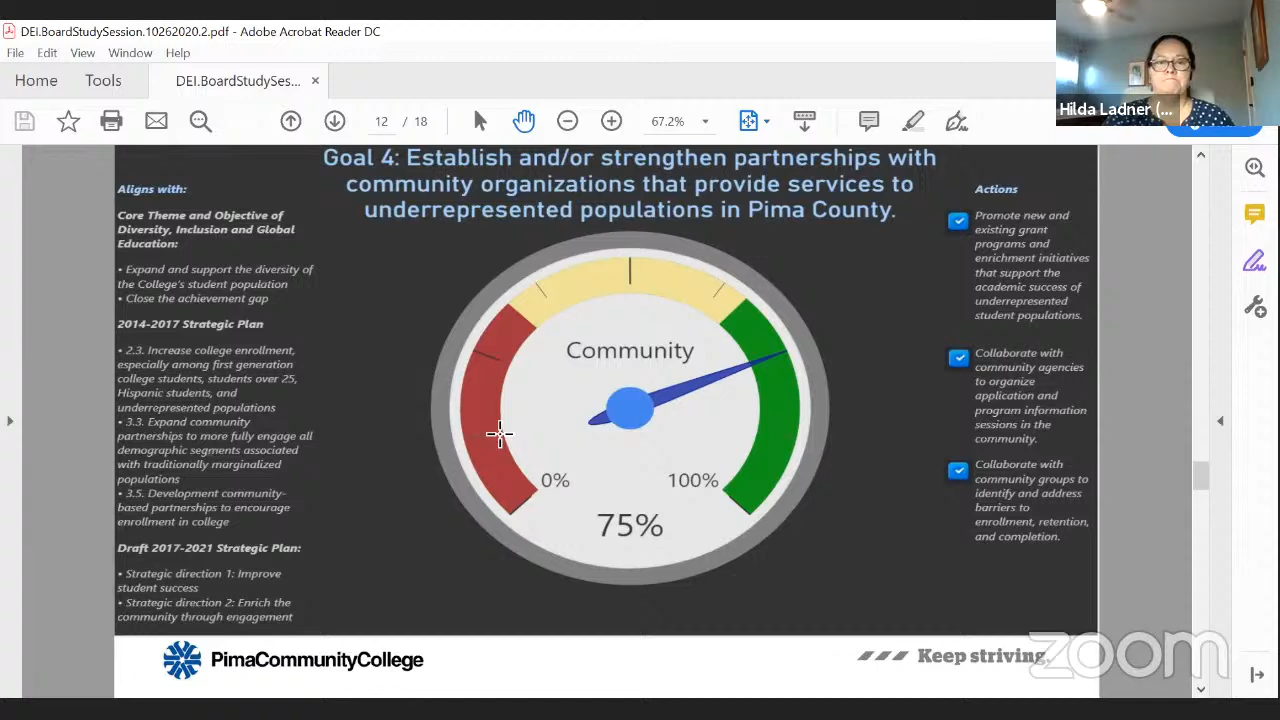 DEI.BoardStudySession.10262020.2.pdf - Adobe Acrobat Reader DC
File Edit View Window Help
Home Tools DEI.BoardStudySes... ×
12 / 18 67.2%
Hilda Ladner (...
Goal 4: Establish and/or strengthen partnerships with
community organizations that provide services to
underrepresented populations in Pima County.
Aligns with:
Core Theme and Objective of
Diversity, Inclusion and Global
Education:
• Expand and support the diversity of
the College's student population
• Close the achievement gap
2014-2017 Strategic Plan
• 2.3. Increase college enrollment,
especially among first generation
college students, students over 25,
Hispanic students, and
underrepresented populations
• 3.3. Expand community
partnerships to more fully engage all
demographic segments associated
with traditionally marginalized
populations
• 3.5. Development community-
based partnerships to encourage
enrollment in college
Draft 2017-2021 Strategic Plan:
• Strategic direction 1: Improve
student success
• Strategic direction 2: Enrich the
community through engagement
Community
0% 100%
75%
Actions
Promote new and
existing grant
programs and
enrichment initiatives
that support the
academic success of
underrepresented
student populations.
Collaborate with
community agencies
to organize
application and
program information
sessions in the
community.
Collaborate with
community groups to
identify and address
barriers to
enrollment, retention,
and completion.
PimaCommunityCollege
Keep striving.
zoom